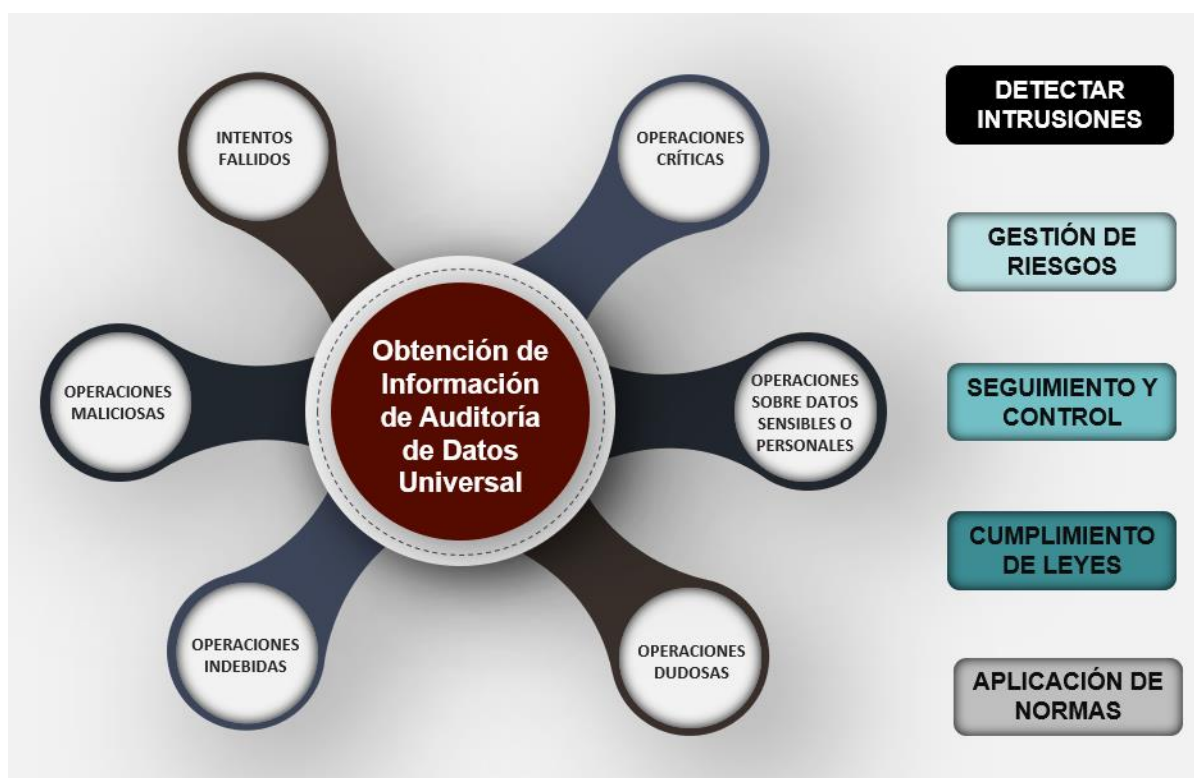 INTENTOS
FALLIDOS
OPERACIONES
CRÍTICAS
OPERACIONES
MALICIOSAS
Obtención de
Información
de Auditoría
de Datos
Universal
OPERACIONES
SOBRE DATOS
SENSIBLES O
PERSONALES
OPERACIONES
INDEBIDAS
OPERACIONES
DUDOSAS
DETECTAR
INTRUSIONES
GESTIÓN DE
RIESGOS
SEGUIMIENTO Y
CONTROL
CUMPLIMIENTO
DE LEYES
APLICACIÓN DE
NORMAS